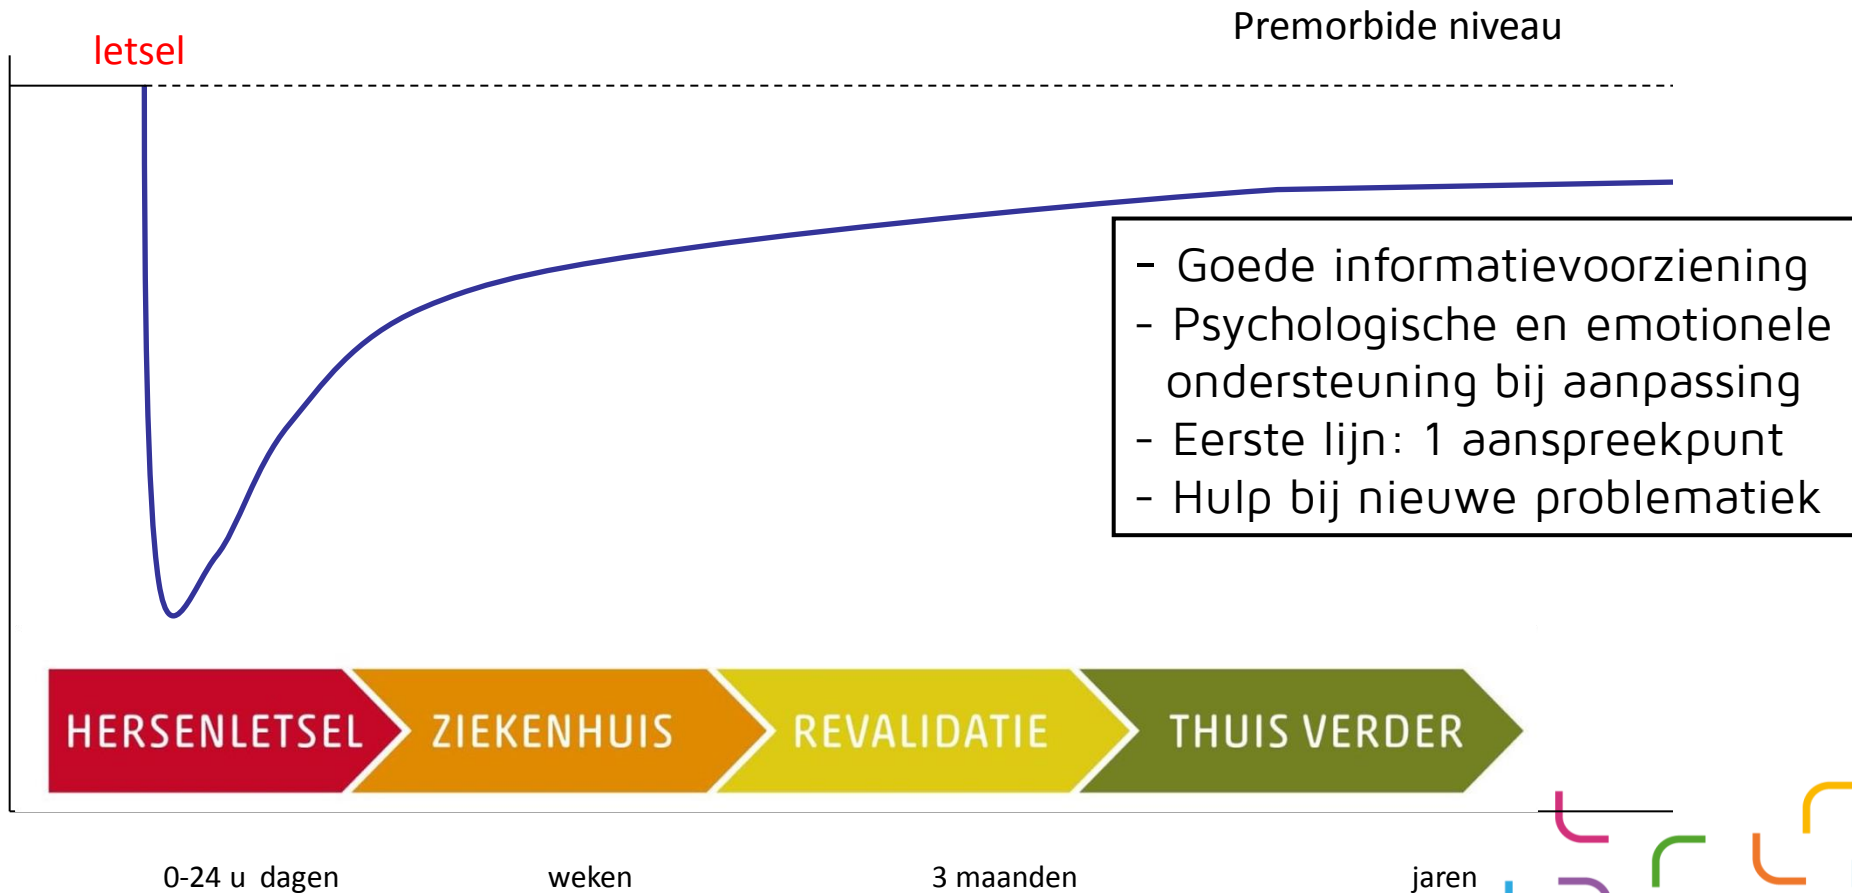 Premorbide niveau
letsel
- Goede informatievoorziening
- Psychologische en emotionele
ondersteuning bij aanpassing
- Eerste lijn: 1 aanspreekpunt
- Hulp bij nieuwe problematiek
HERSENLETSEL
ZIEKENHUIS
REVALIDATIE
THUIS VERDER
0-24 u dagen
weken
3 maanden
jaren